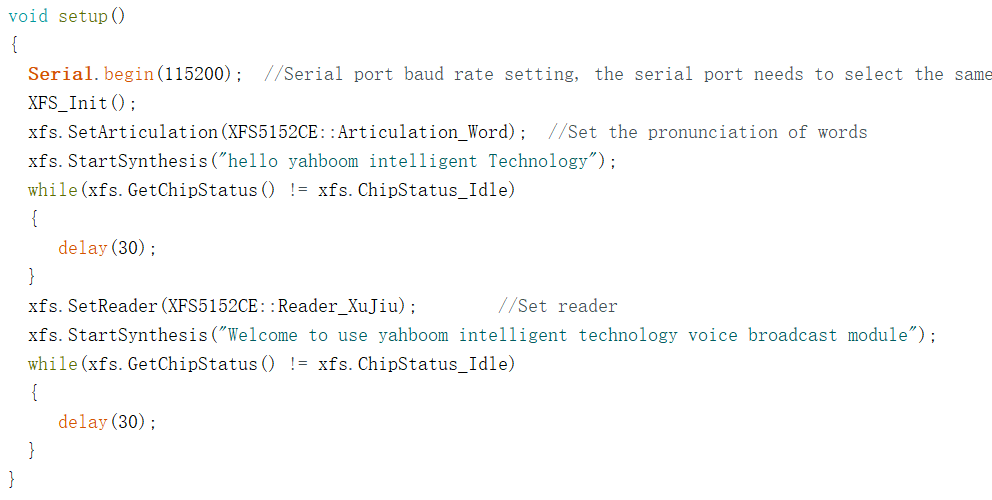 void setup()
{
  Serial.begin(115200);  //Serial port baud rate setting, the serial port needs to select the same
  XFS_Init();
  xfs.SetArticulation(XFS5152CE::Articulation_Word);  //Set the pronunciation of words
  xfs.StartSynthesis("hello yahboom intelligent Technology");
  while(xfs.GetChipStatus() != xfs.ChipStatus_Idle)
  {
     delay(30);
  }
  xfs.SetReader(XFS5152CE::Reader_XuJiu);        //Set reader
  xfs.StartSynthesis("Welcome to use yahboom intelligent technology voice broadcast module");
  while(xfs.GetChipStatus() != xfs.ChipStatus_Idle)
  {
     delay(30);
  }
}